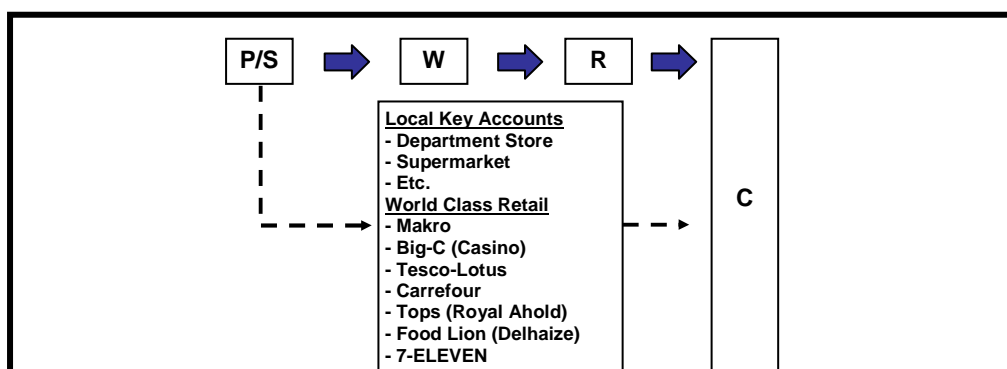 P/S
W
R
C
Local Key Accounts
- Department Store
- Supermarket
- Etc.
World Class Retail
- Makro
- Big-C (Casino)
- Tesco-Lotus
- Carrefour
- Tops (Royal Ahold)
- Food Lion (Delhaize)
- 7-ELEVEN